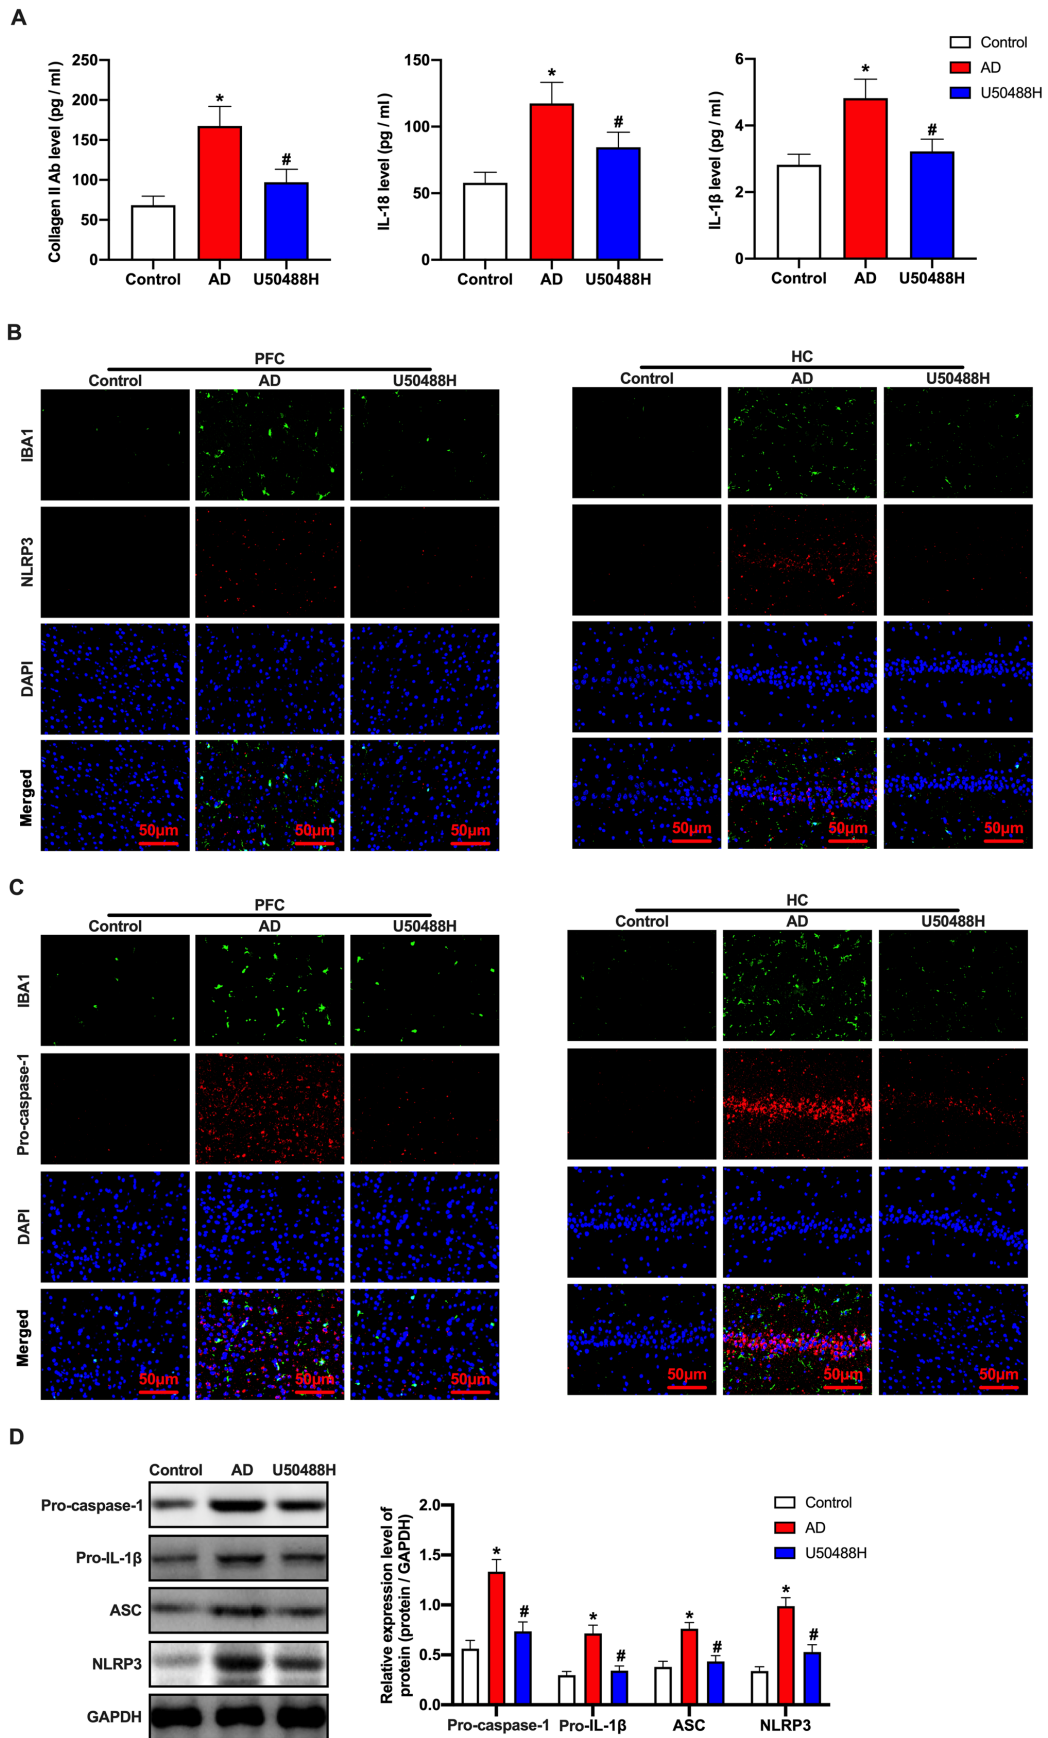 A
Control
AD
U50488H
Collagen II Ab level (pg / ml)
250
200
150
100
50
0
*
#
Control AD U50488H
IL-18 level (pg / ml)
150
100
50
0
*
#
Control AD U50488H
IL-1β level (pg / ml)
6
4
2
0
*
#
Control AD U50488H
B
PFC
Control AD U50488H
IBA1
NLRP3
DAPI
Merged
50μm 50μm 50μm
HC
Control AD U50488H
50μm 50μm 50μm
C
PFC
Control AD U50488H
IBA1
Pro-caspase-1
DAPI
Merged
50μm 50μm 50μm
HC
Control AD U50488H
50μm 50μm 50μm
D
Control AD U50488H
Pro-caspase-1
Pro-IL-1β
ASC
NLRP3
GAPDH
Relative expression level of
protein (protein / GAPDH)
2.0
1.5
1.0
0.5
0.0
* # * # * # * #
Pro-caspase-1 Pro-IL-1β ASC NLRP3
Control
AD
U50488H